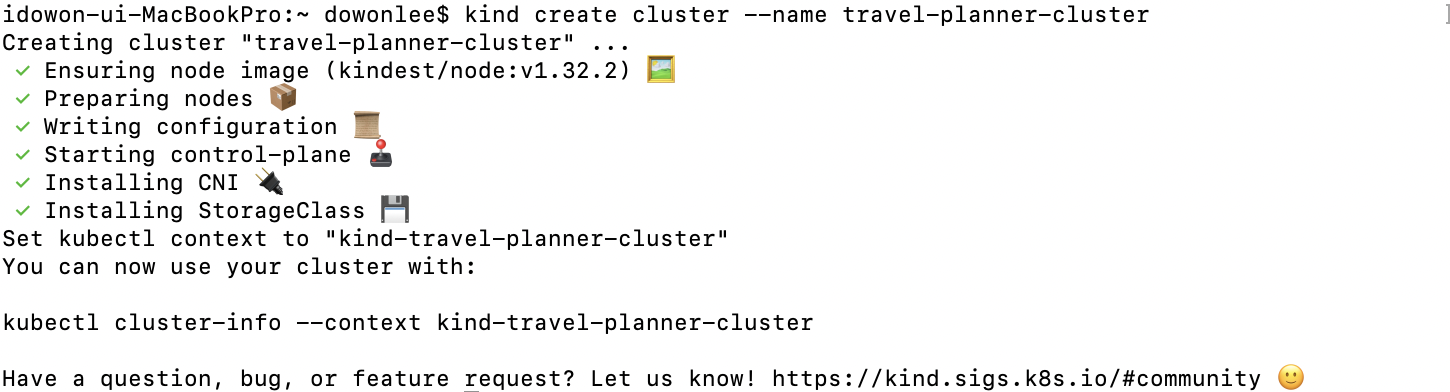 idowon-ui-MacBookPro:~ dowonlee$ kind create cluster --name travel-planner-cluster ]
Creating cluster "travel-planner-cluster" ...
✓ Ensuring node image (kindest/node:v1.32.2) 🖼
✓ Preparing nodes 📦
✓ Writing configuration 📜
✓ Starting control-plane 🕹️
✓ Installing CNI 🔌
✓ Installing StorageClass 💾
Set kubectl context to "kind-travel-planner-cluster"
You can now use your cluster with:

kubectl cluster-info --context kind-travel-planner-cluster

Have a question, bug, or feature request? Let us know! https://kind.sigs.k8s.io/#community 🙂